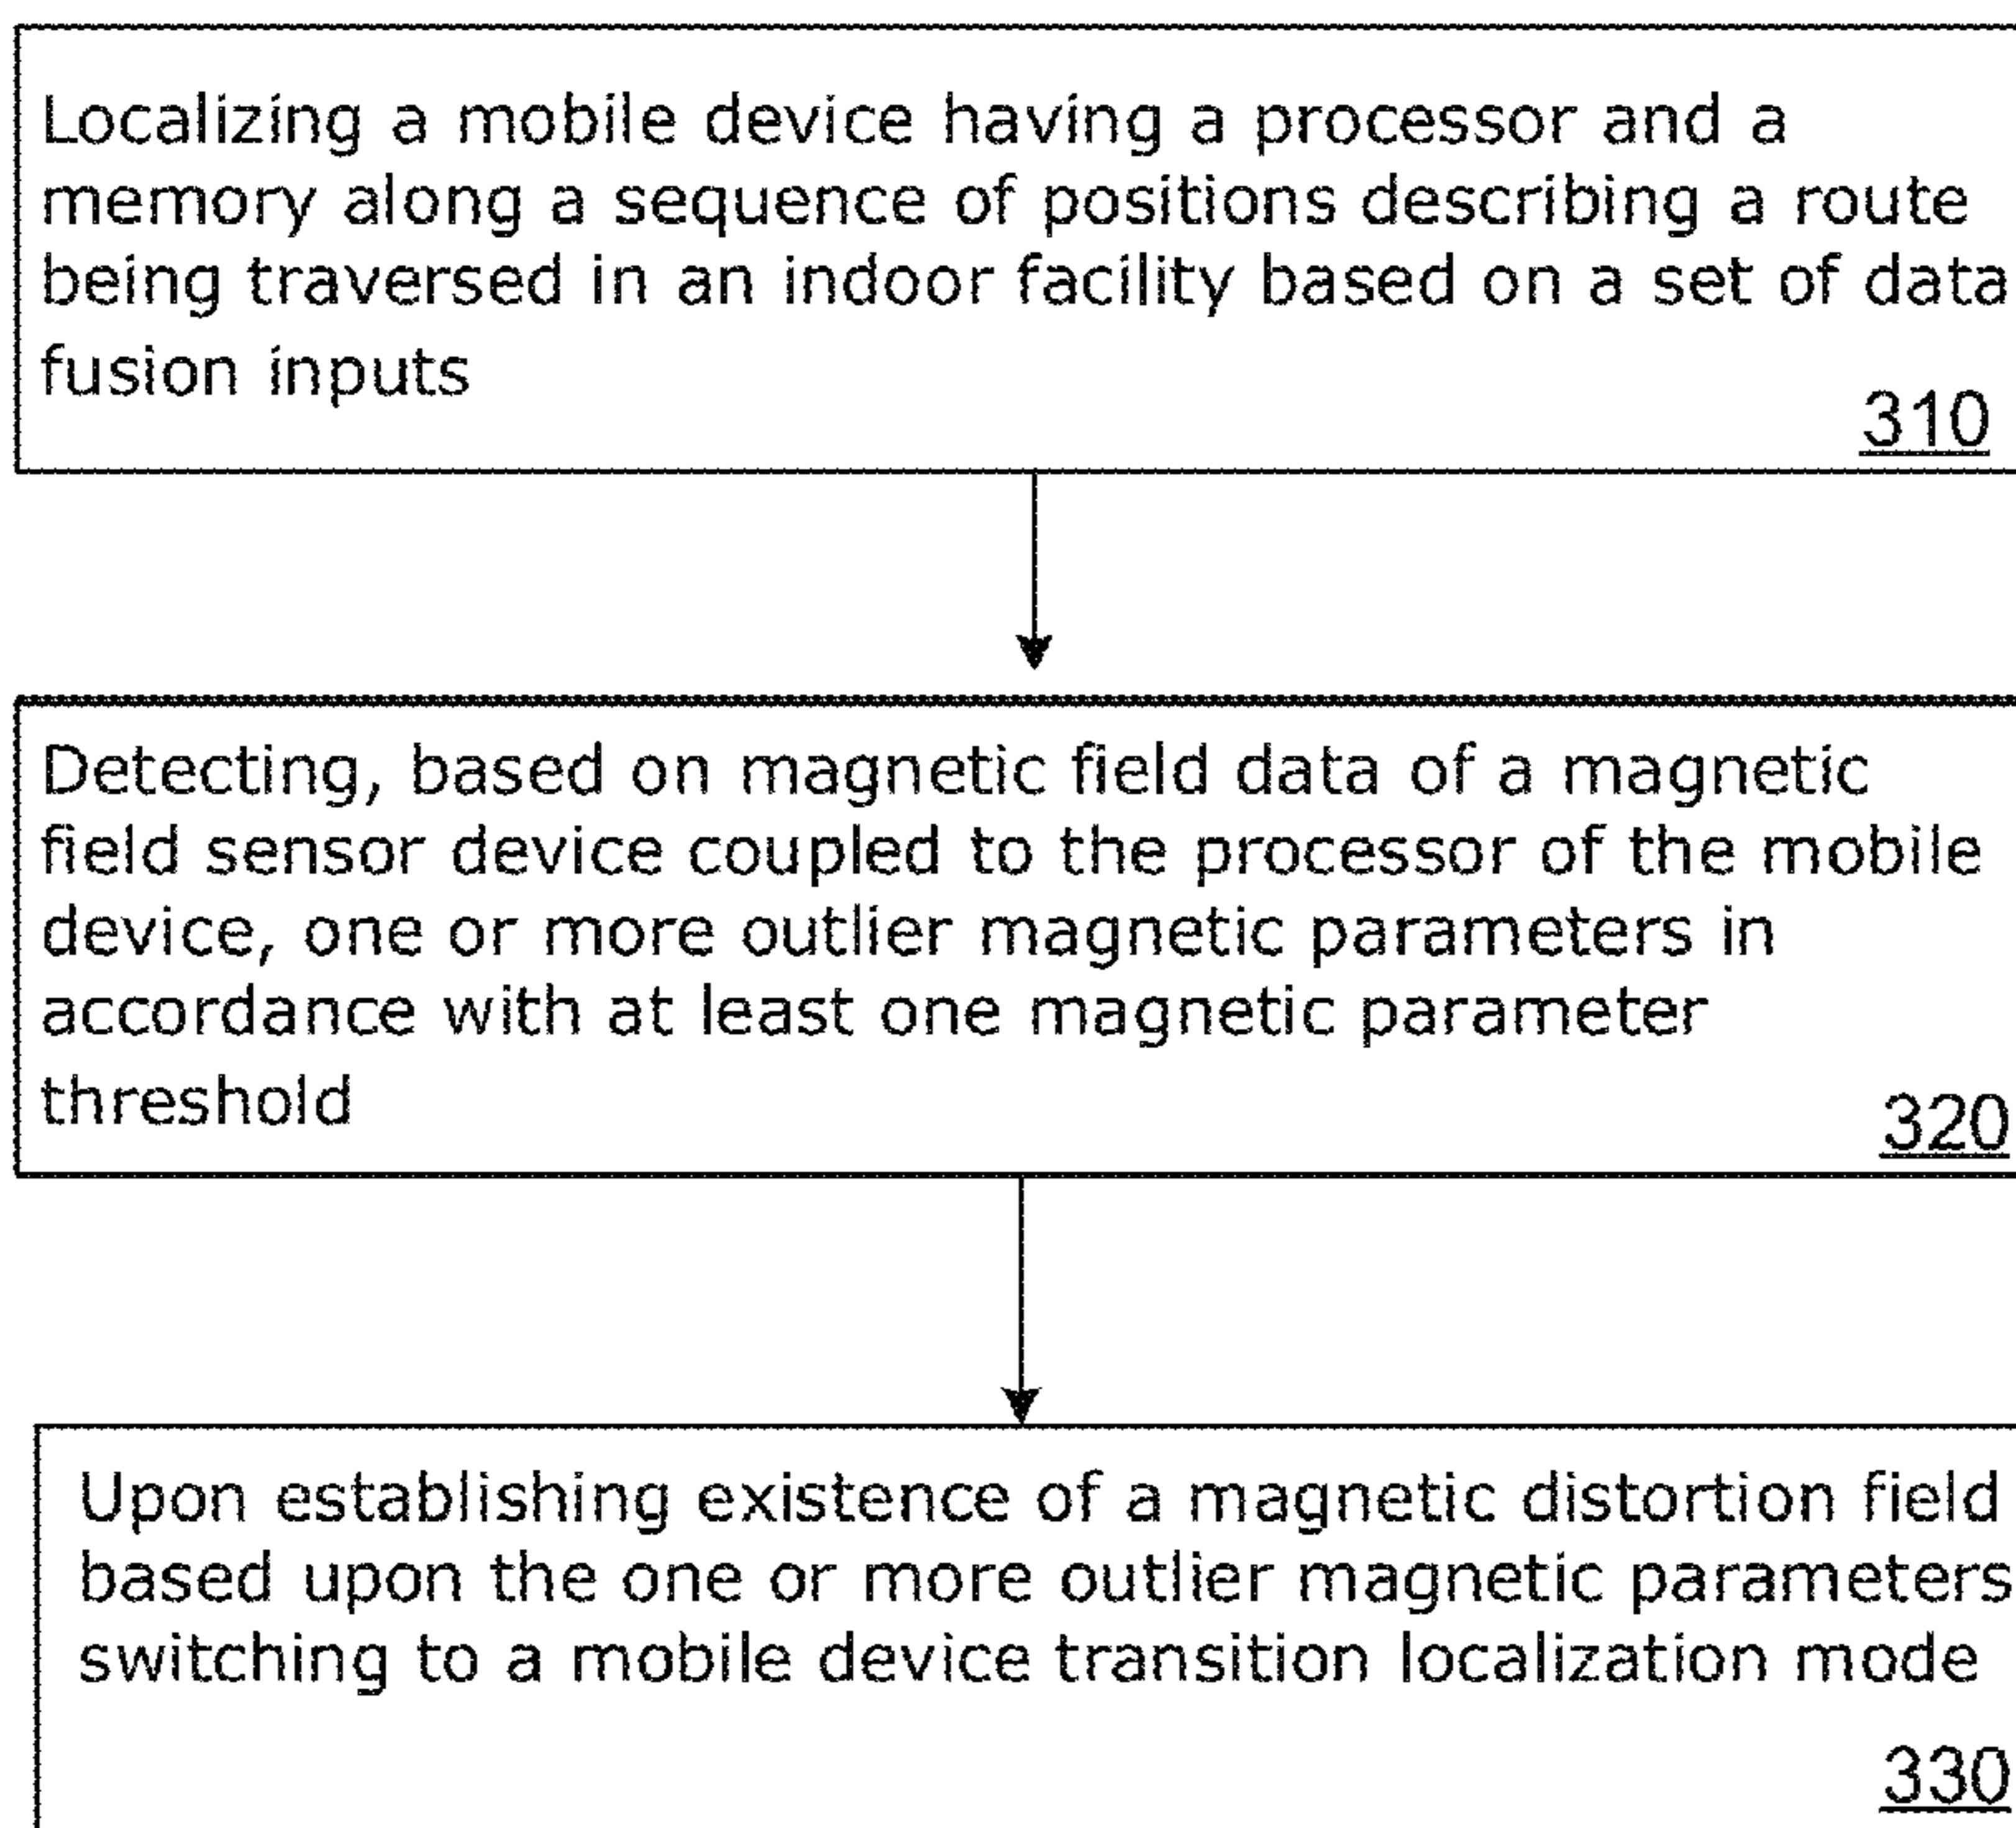 Localizing a mobile device having a processor and a
memory along a sequence of positions describing a route
being traversed in an indoor facility based on a set of data
fusion inputs
310
Detecting, based on magnetic field data of a magnetic
field sensor device coupled to the processor of the mobile
device, one or more outlier magnetic parameters in
accordance with at least one magnetic parameter
threshold
320
Upon establishing existence of a magnetic distortion field
based upon the one or more outlier magnetic parameters
switching to a mobile device transition localization mode
330